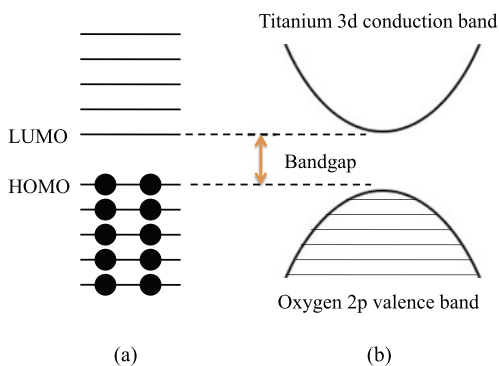 Titanium 3d conduction band
LUMO
Bandgap
HOMO
Oxygen 2p valence band
(a)
(b)